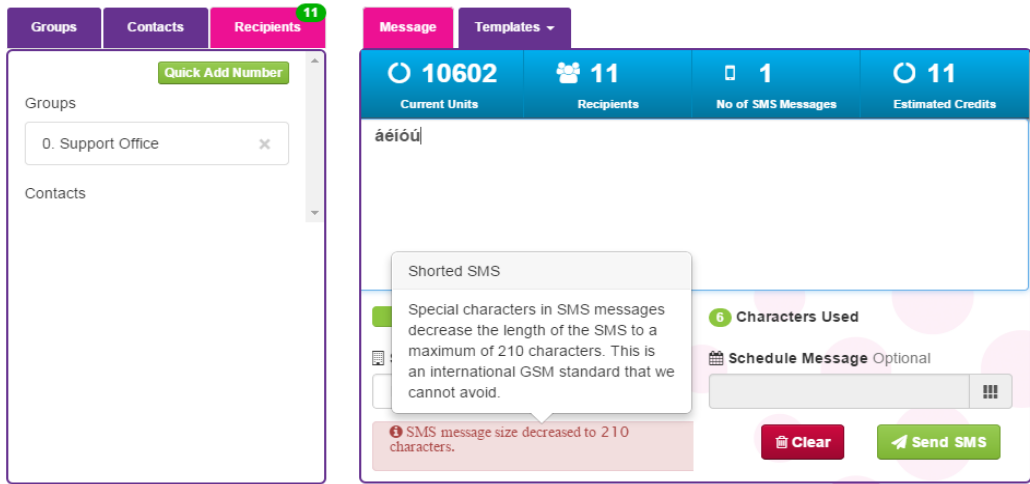 Groups
Contacts
Recipients
11
Quick Add Number
Groups
0. Support Office
Contacts
Message
Templates
10602
Current Units
11
Recipients
1
No of SMS Messages
11
Estimated Credits
áéíóú
Shorted SMS
Special characters in SMS messages
decrease the length of the SMS to a
maximum of 210 characters. This is
an international GSM standard that we
cannot avoid.
6 Characters Used
Schedule Message Optional
SMS message size decreased to 210
characters.
Clear
Send SMS